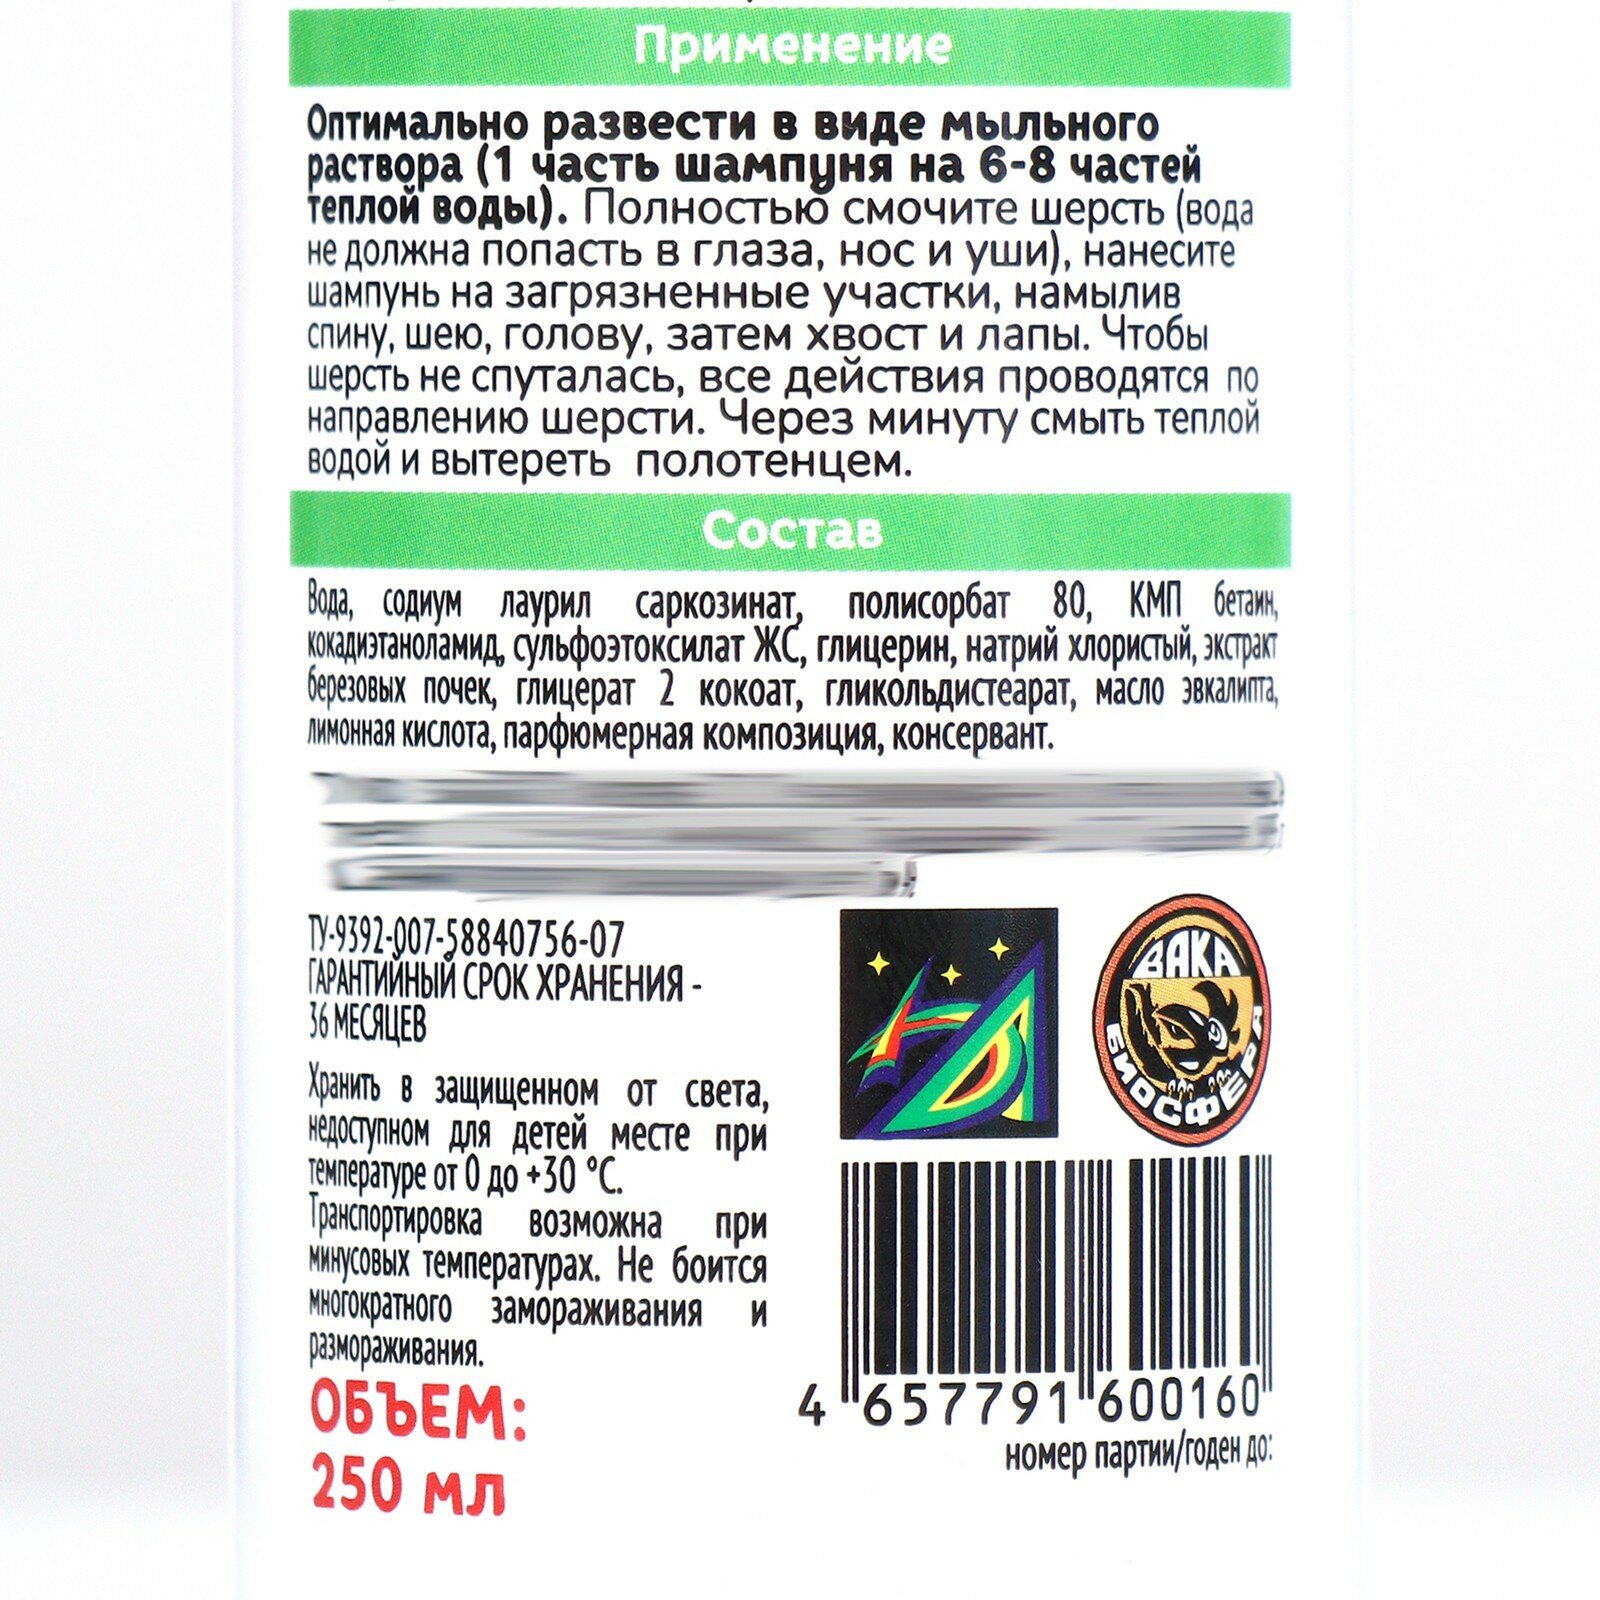 Применение
Оптимально развести в виде мыльного
раствора (1 часть шампуня на 6-8 частей
теплой воды). Полностью смочите шерсть (вода
не должна попасть в глаза, нос и уши), нанесите
шампунь на загрязненные участки, намылив
спину, шею, голову, затем хвост и лапы. Чтобы
шерсть не спуталась, все действия проводятся по
направлению шерсти. Через минуту смыть теплой
водой и вытереть полотенцем.
Состав
Вода, содиум лаурил саркозинат, полисорбат 80, КМП бетаин,
кокадиэтаноламид, сульфоэтоксилат ЖС, глицерин, натрий хлористый, экстракт
березовых почек, глицерат 2 кокоат, гликольдистеарат, масло эвкалипта,
лимонная кислота, парфюмерная композиция, консервант.
ТУ-9392-007-58840756-07
ГАРАНТИЙНЫЙ СРОК ХРАНЕНИЯ -
36 МЕСЯЦЕВ
Хранить в защищенном от света,
недоступном для детей месте при
температуре от 0 до +30 °С.
Транспортировка возможна при
минусовых температурах. Не боится
многократного замораживания и
размораживания.
ОБЪЕМ:
250 мл
ВАКА
БИОСФЕРА
4 657791 600160
номер партии/годен до: